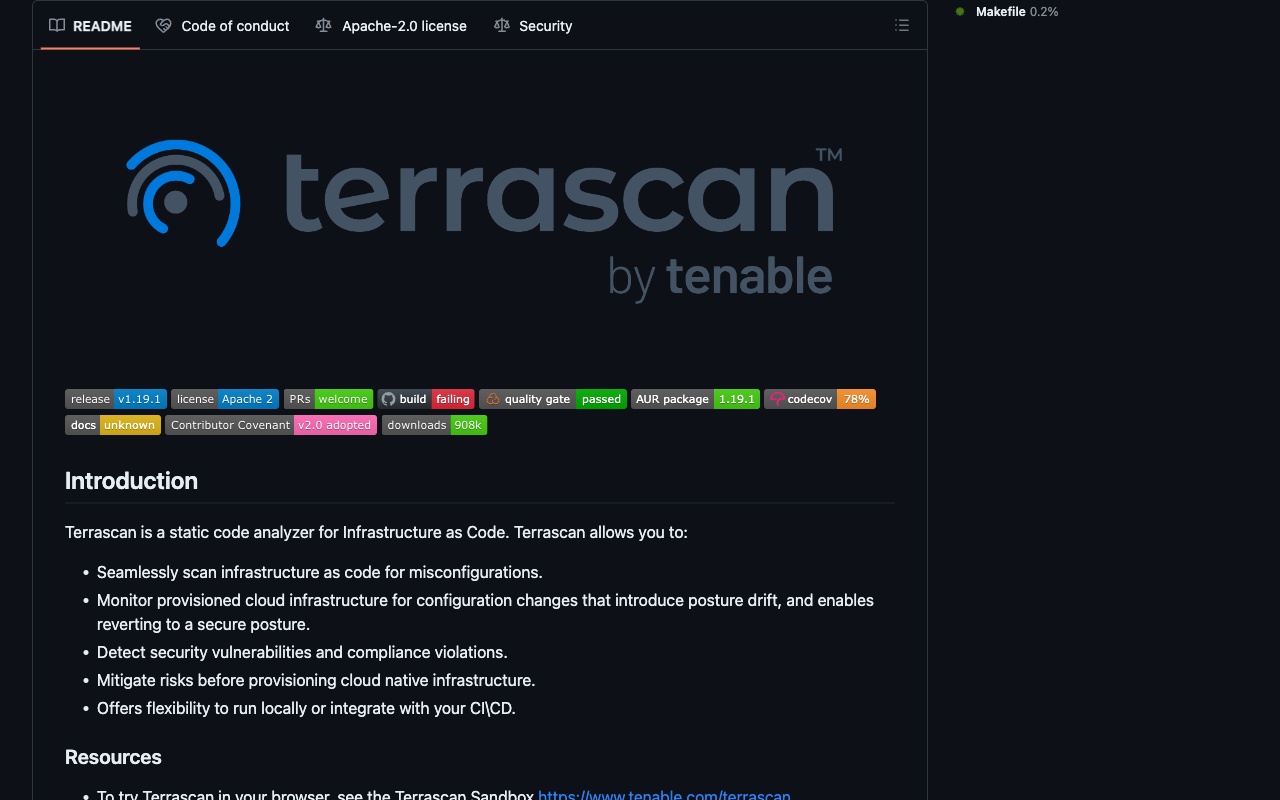 README Code of conduct Apache-2.0 license Security
Makefile 0.2%
terrascan™
by tenable
release v1.19.1 license Apache 2 PRs welcome build failing quality gate passed AUR package 1.19.1 codecov 78%
docs unknown Contributor Covenant v2.0 adopted downloads 908k
Introduction
Terrascan is a static code analyzer for Infrastructure as Code. Terrascan allows you to:
• Seamlessly scan infrastructure as code for misconfigurations.
• Monitor provisioned cloud infrastructure for configuration changes that introduce posture drift, and enables
reverting to a secure posture.
• Detect security vulnerabilities and compliance violations.
• Mitigate risks before provisioning cloud native infrastructure.
• Offers flexibility to run locally or integrate with your CI\CD.
Resources
• To try Terrascan in your browser, see the Terrascan Sandbox https://www.tenable.com/terrascan